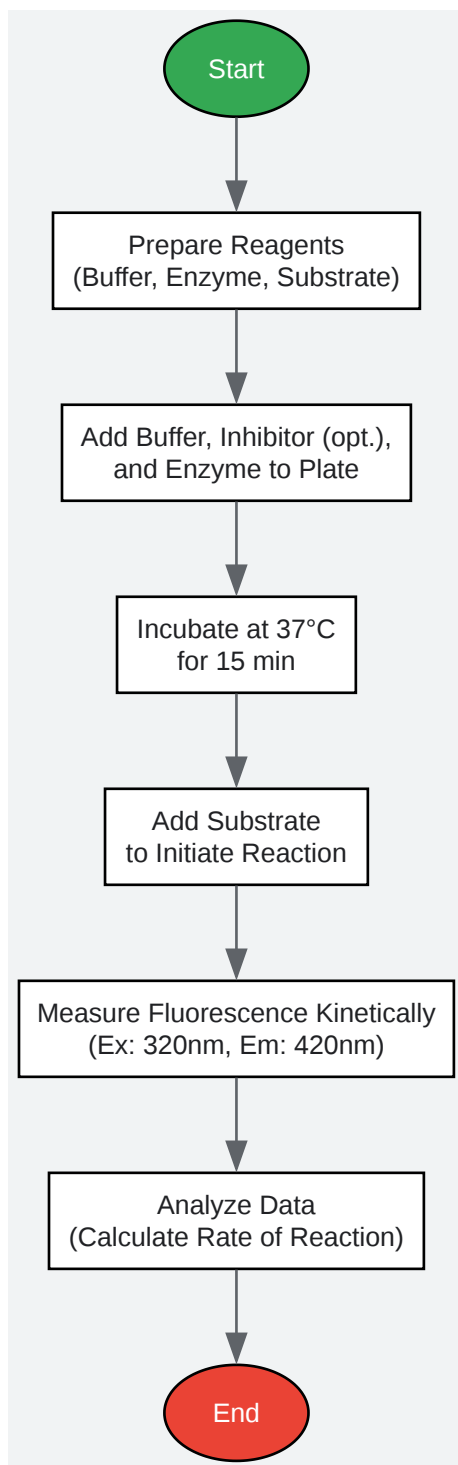 Start
Prepare Reagents
(Buffer, Enzyme, Substrate)
Add Buffer, Inhibitor (opt.),
and Enzyme to Plate
Incubate at 37°C
for 15 min
Add Substrate
to Initiate Reaction
Measure Fluorescence Kinetically
(Ex: 320nm, Em: 420nm)
Analyze Data
(Calculate Rate of Reaction)
End